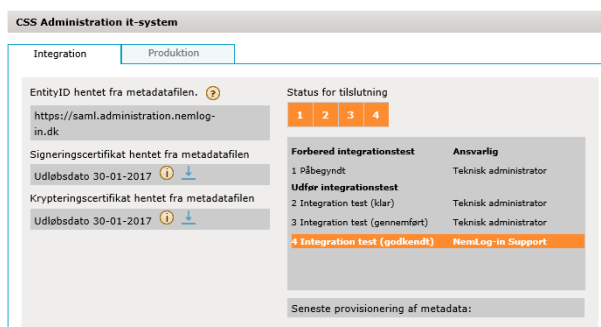 CSS Administration it-system
Integration
Produktion
EntityID hentet fra metadatafilen. ?
https://saml.administration.nemlog-
in.dk
Signeringscertifikat hentet fra metadatafilen
Udløbsdato 30-01-2017 i
Krypteringscertifikat hentet fra metadatafilen
Udløbsdato 30-01-2017 i
Status for tilslutning
1 2 3 4
Forbered integrationstest Ansvarlig
1 Påbegyndt Teknisk administrator
Udfør integrationstest
2 Integration test (klar) Teknisk administrator
3 Integration test (gennemført) Teknisk administrator
4 Integration test (godkendt) NemLog-in Support
Seneste provisionering af metadata: